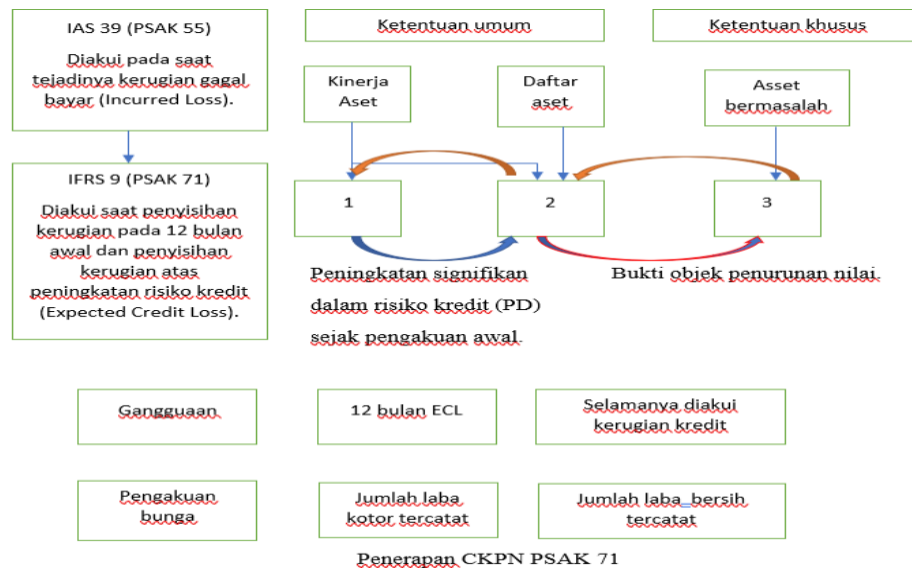 IAS 39 (PSAK 55)
Diakui pada saat
tejadinya kerugian gagal
bayar (Incurred Loss).
IFRS 9 (PSAK 71)
Diakui saat penyisihan
kerugian pada 12 bulan
awal dan penyisihan
kerugian atas
peningkatan risiko kredit
(Expected Credit Loss).
Ketentuan umum
Ketentuan khusus
Kinerja
Aset
Daftar
aset
Asset
bermasalah
1
2
3
Peningkatan signifikan
dalam risiko kredit (PD)
sejak pengakuan awal.
Bukti objek penurunan nilai.
Gangguaan
12 bulan ECL
Selamanya diakui
kerugian kredit
Pengakuan
bunga
Jumlah laba
kotor tercatat
Jumlah laba bersih
tercatat
Penerapan CKPN PSAK 71